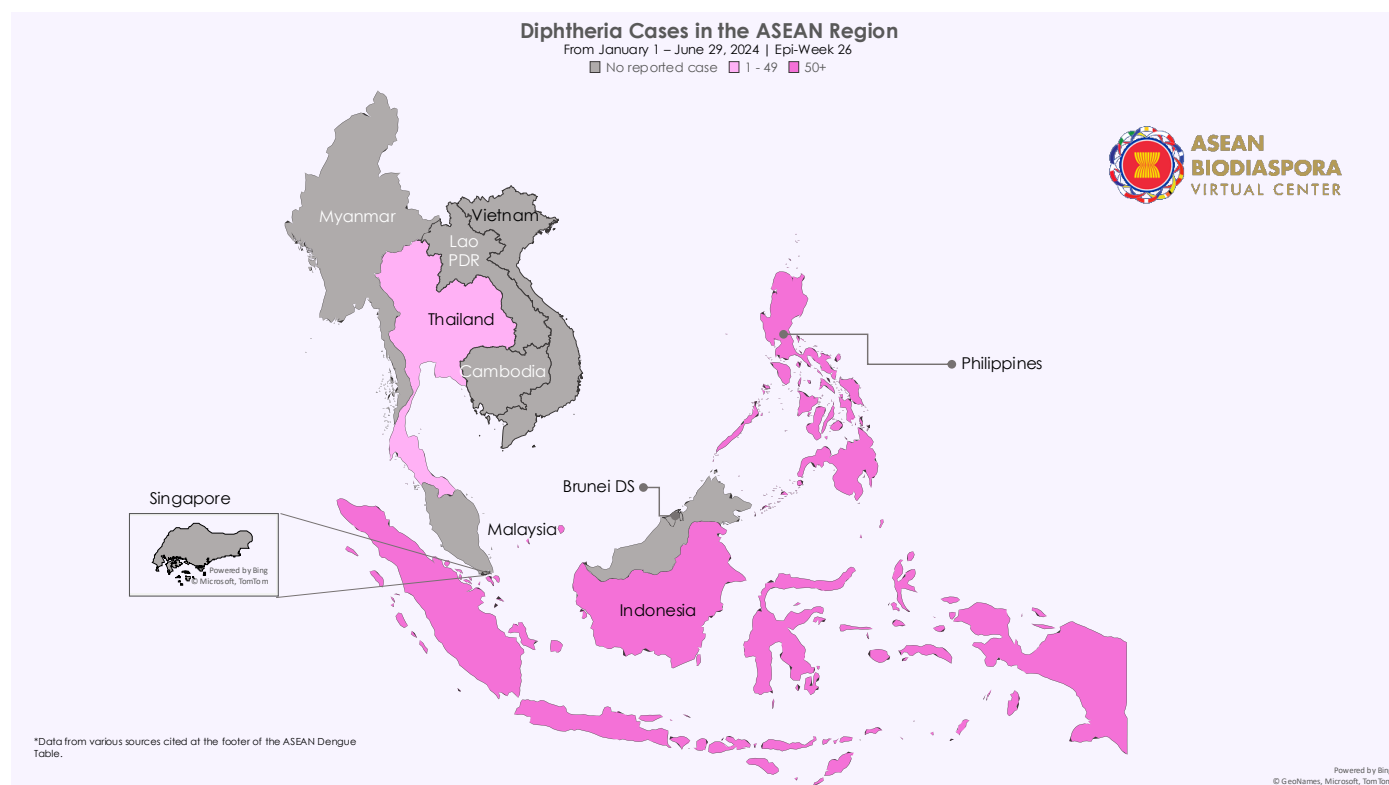 Diphtheria Cases in the ASEAN Region
From January 1 – June 29, 2024 | Epi-Week 26
No reported case 1 - 49 50+
ASEAN
BIODIASPORA
VIRTUAL CENTER
Myanmar
Vietnam
Lao
PDR
Thailand
Cambodia
Philippines
Brunei DS
Singapore
Malaysia
Powered by Bing
© Microsoft, TomTom
Indonesia
*Data from various sources cited at the footer of the ASEAN Dengue
Table.
Powered by Bing
© GeoNames, Microsoft, TomTom